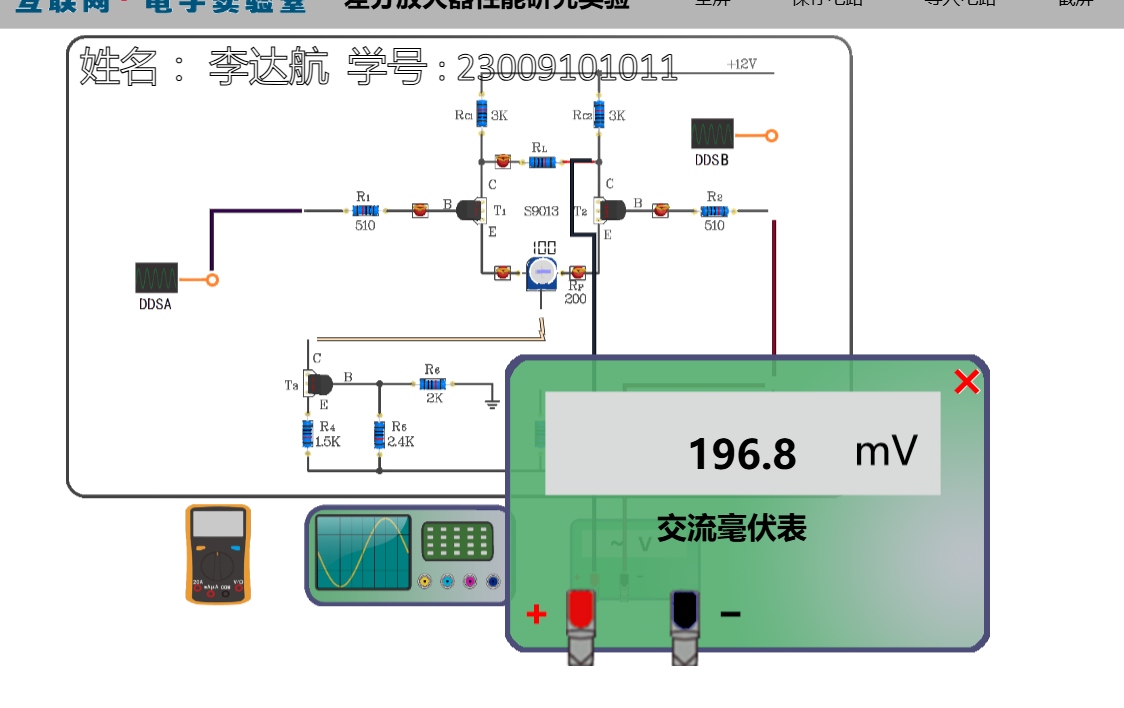 互联网·电子实验室 差分放大器性能研究实验 全屏 保存电路 导入电路 截屏
姓名：李达航 学号：23009101011
+12V
RC1 3K RC2 3K
DDSB
RL
C C
R1 B T1 S9013 T2 B R2
510 E E 510
100
RP
200
DDSA
C
T3 B R6
E 2K
R4 R5
1.5K 2.4K
196.8 mV
交流毫伏表
~ V
+ −
20A mAμA COM V/Ω